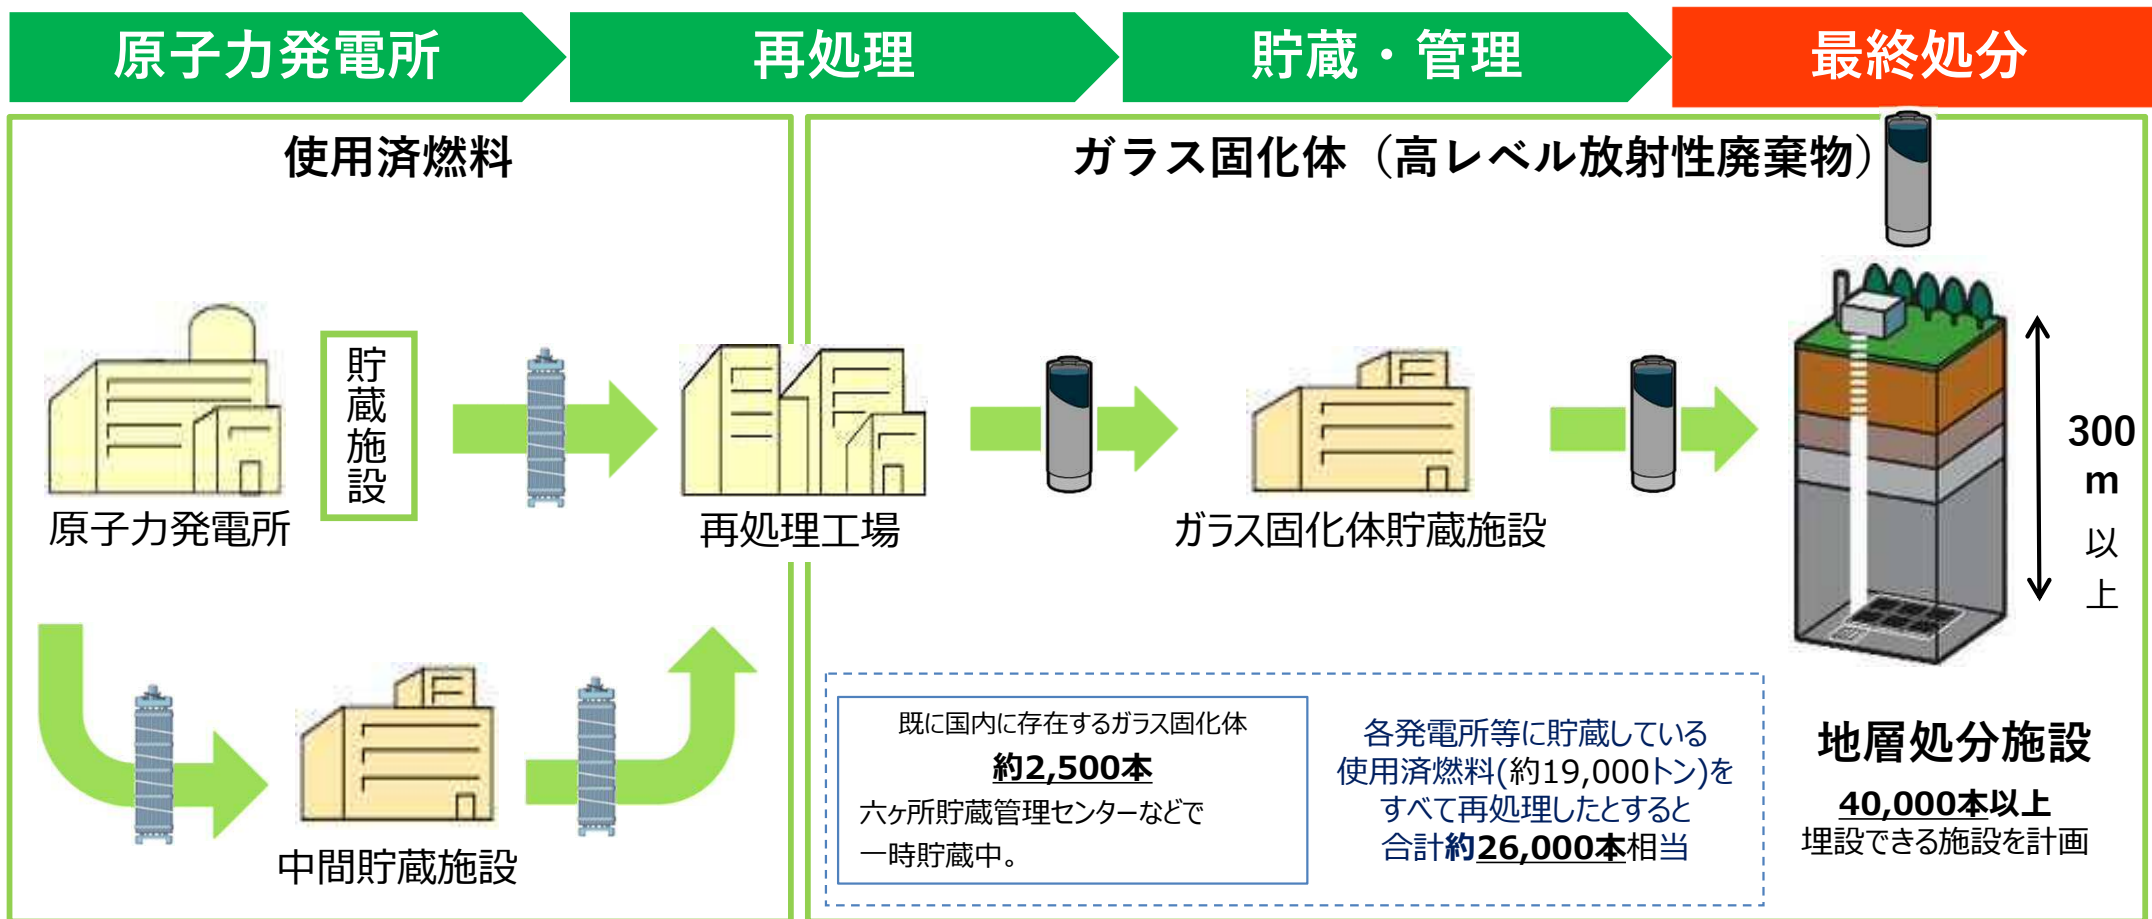 原子力発電所
再処理
貯蔵・管理
最終処分
使用済燃料
ガラス固化体（高レベル放射性廃棄物）
貯蔵施設
原子力発電所
再処理工場
ガラス固化体貯蔵施設
300
m
以
上
中間貯蔵施設
既に国内に存在するガラス固化体
約2,500本
六ヶ所貯蔵管理センターなどで
一時貯蔵中。
各発電所等に貯蔵している
使用済燃料(約19,000トン)を
すべて再処理したとすると
合計約26,000本相当
地層処分施設
40,000本以上
埋設できる施設を計画